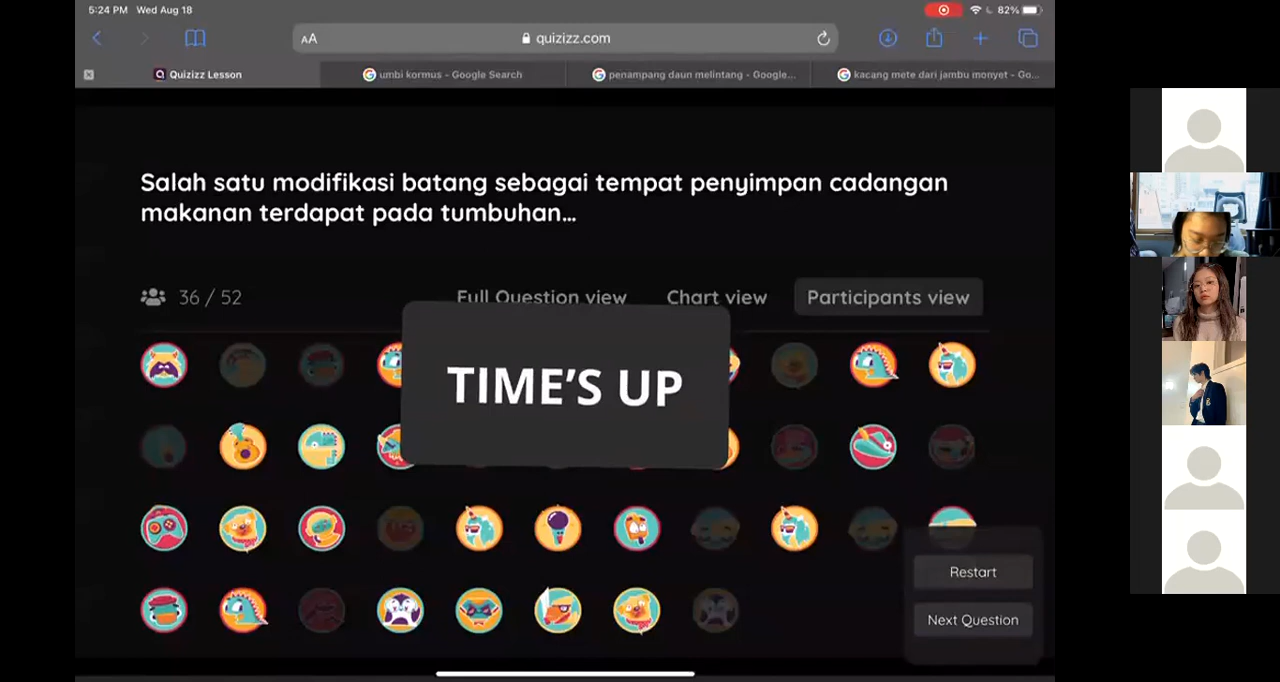 5:24 PM Wed Aug 18
82%
AA
quizizz.com
Quizizz Lesson
umbi kormus - Google Search
penampang daun melintang - Google...
kacang mete dari jambu monyet - Go...
Salah satu modifikasi batang sebagai tempat penyimpan cadangan
makanan terdapat pada tumbuhan...
36 / 52
Full Question view
Chart view
Participants view
TIME'S UP
Restart
Next Question